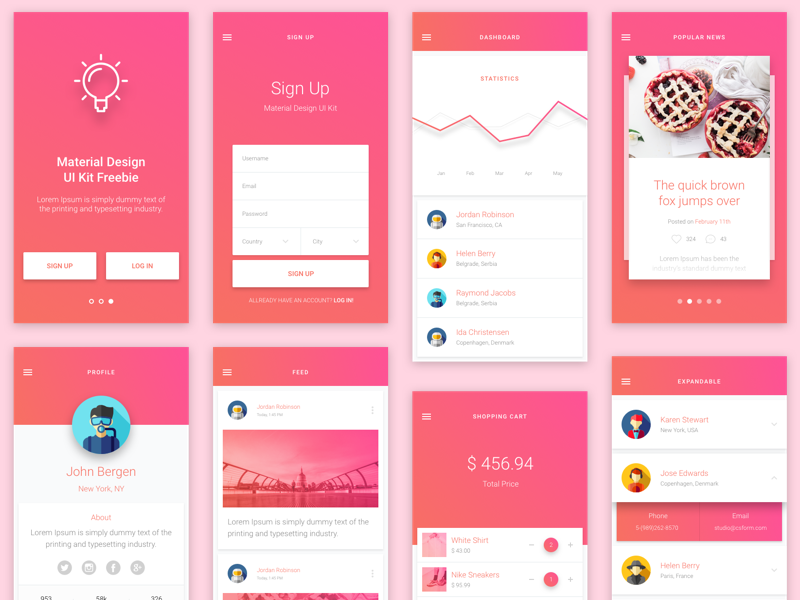 Material Design
UI Kit Freebie
Lorem Ipsum is simply dummy text of
the printing and typesetting industry.
SIGN UP
LOG IN
SIGN UP
Sign Up
Material Design UI Kit
Username
Email
Password
Country
City
SIGN UP
ALLREADY HAVE AN ACCOUNT? LOG IN!
DASHBOARD
STATISTICS
Jan Feb Mar Apr May
Jordan Robinson
San Francisco, CA
Helen Berry
Belgrade, Serbia
Raymond Jacobs
Belgrade, Serbia
Ida Christensen
Copenhagen, Denmark
POPULAR NEWS
The quick brown
fox jumps over
Posted on February 11th
324 43
Lorem Ipsum has been the
industry's standard dummy text
PROFILE
John Bergen
New York, NY
About
Lorem Ipsum is simply dummy text of
the printing and typesetting industry.
953 58k 326
FEED
Jordan Robinson
Today, 1:40 PM
Lorem Ipsum is simply dummy text of
the printing and typesetting industry.
Jordan Robinson
Today, 1:40 PM
SHOPPING CART
$ 456.94
Total Price
White Shirt
$ 43.00
2
Nike Sneakers
$ 95.99
1
EXPANDABLE
Karen Stewart
New York, USA
Jose Edwards
Copenhagen, Denmark
Phone
5-(989)262-8570
Email
studio@csform.com
Helen Berry
Paris, France